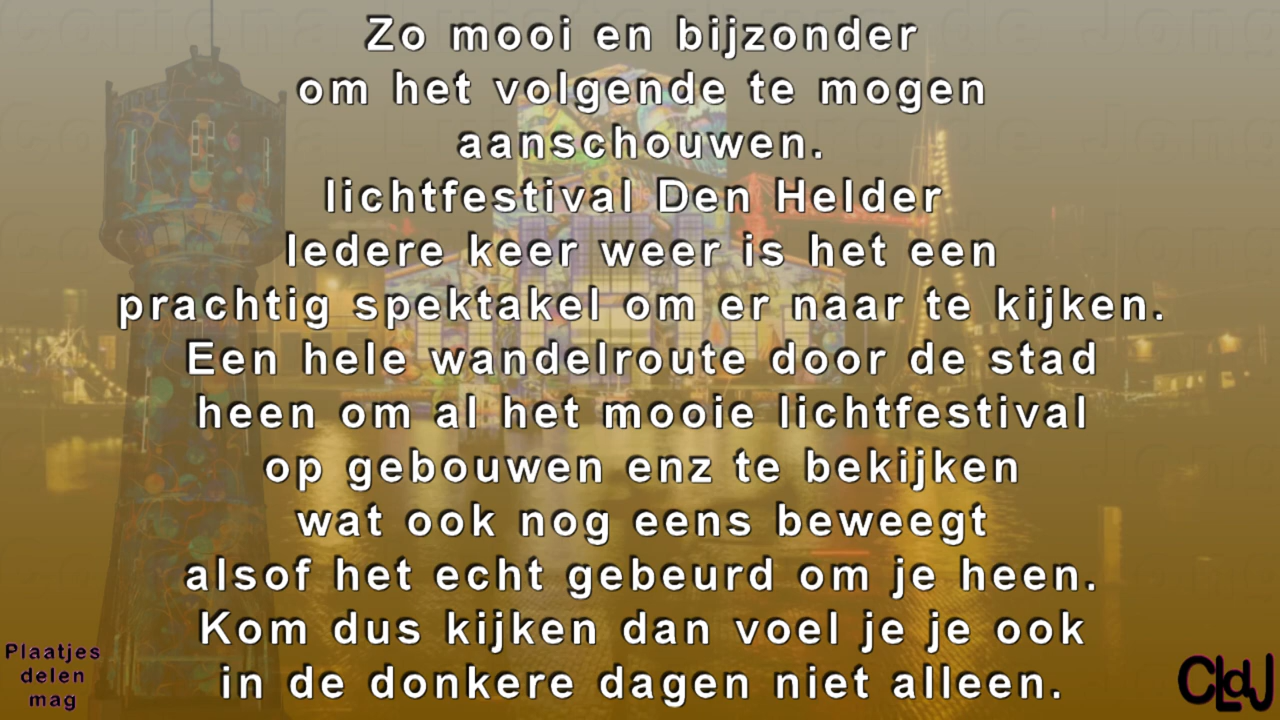 Zo mooi en bijzonder
om het volgende te mogen
aanschouwen.
lichtfestival Den Helder
Iedere keer weer is het een
prachtig spektakel om er naar te kijken.
Een hele wandelroute door de stad
heen om al het mooie lichtfestival
op gebouwen enz te bekijken
wat ook nog eens beweegt
alsof het echt gebeurd om je heen.
Kom dus kijken dan voel je je ook
in de donkere dagen niet alleen.
Plaatjes
delen
mag
CLdJ